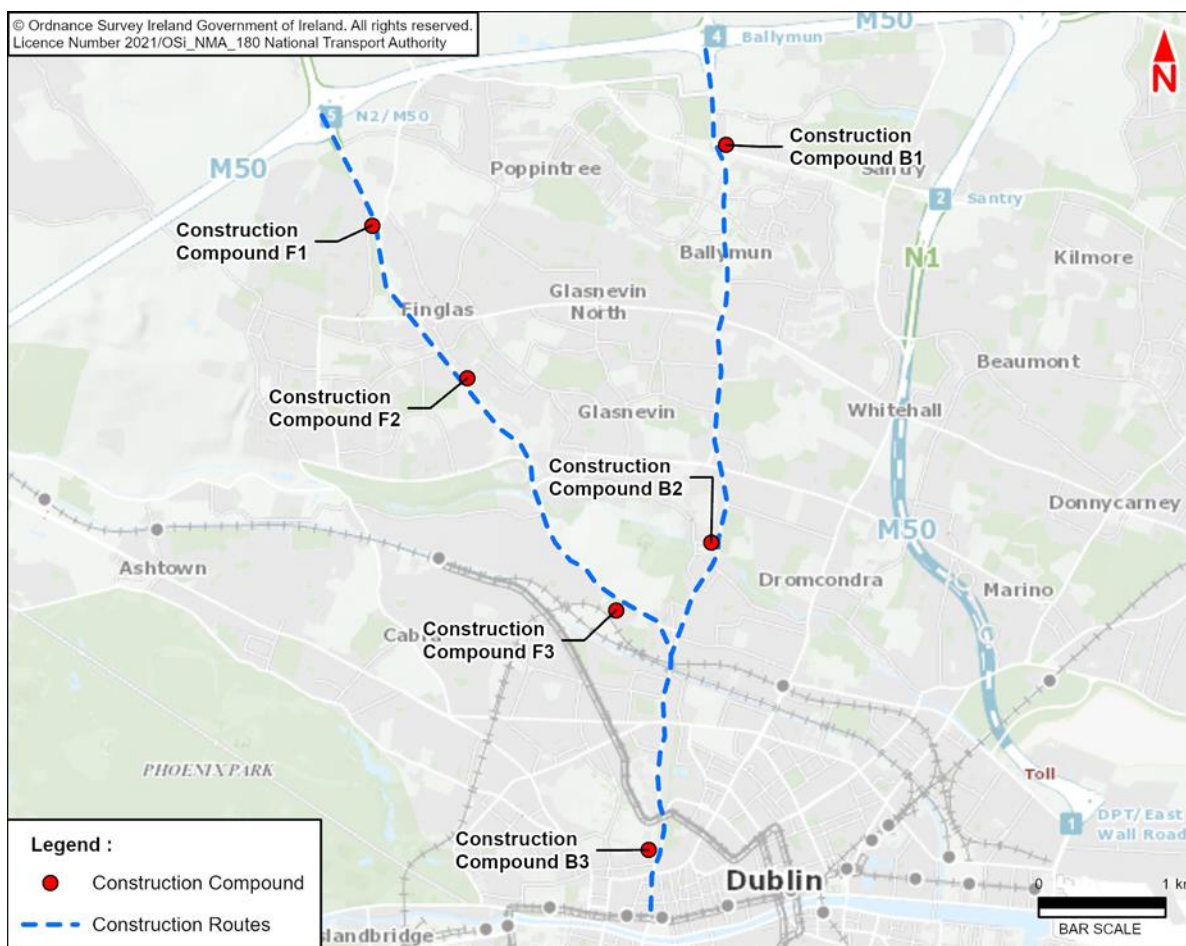 © Ordnance Survey Ireland Government of Ireland. All rights reserved.
Licence Number 2021/OSi_NMA_180 National Transport Authority
4
Ballymun
M50
N
5
N2/M50
M50
Poppintree
Construction
Compound B1
Santry
2
Santry
Construction
Compound F1
Ballymun
N1
Kilmore
Finglas
Glasnevin
North
Beaumont
Construction
Compound F2
Glasnevin
Whitehall
Construction
Compound B2
Donnycarney
M50
Ashtown
Dromcondra
Marino
Cabra
Construction
Compound F3
PHOENIX PARK
Toll
1
DPT/East
Wall Road
Construction
Compound B3
Dublin
Legend :
Construction Compound
Construction Routes
slandbridge
0
1 k
BAR SCALE